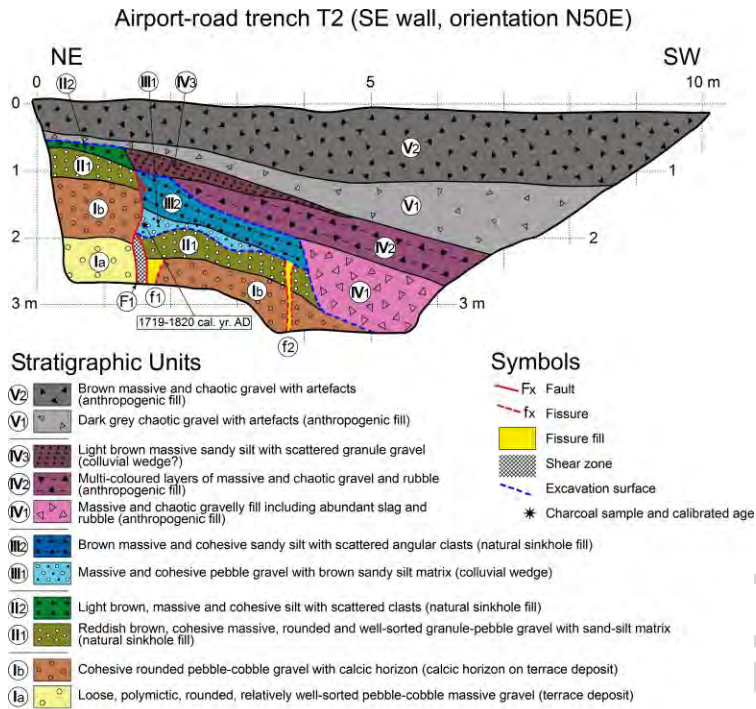 Airport-road trench T2 (SE wall, orientation N50E)
NE
SW
0
II2
III1
IV3
5
10 m
0
V2
II1
1
1
Ib
III2
V1
2
II1
IV2
2
Ia
Ib
IV1
3 m
F1
f1
3 m
1719-1820 cal. yr. AD
f2
Stratigraphic Units
V2 Brown massive and chaotic gravel with artefacts
(anthropogenic fill)
V1 Dark grey chaotic gravel with artefacts (anthropogenic fill)
IV3 Light brown massive sandy silt with scattered granule gravel
(colluvial wedge?)
IV2 Multi-coloured layers of massive and chaotic gravel and rubble
(anthropogenic fill)
IV1 Massive and chaotic gravelly fill including abundant slag and
rubble (anthropogenic fill)
III2 Brown massive and cohesive sandy silt with scattered angular clasts (natural sinkhole fill)
III1 Massive and cohesive pebble gravel with brown sandy silt matrix (colluvial wedge)
II2 Light brown, massive and cohesive silt with scattered clasts (natural sinkhole fill)
II1 Reddish brown, cohesive massive, rounded and well-sorted granule-pebble gravel with sand-silt matrix
(natural sinkhole fill)
Ib Cohesive rounded pebble-cobble gravel with calcic horizon (calcic horizon on terrace deposit)
Ia Loose, polymictic, rounded, relatively well-sorted pebble-cobble massive gravel (terrace deposit)
Symbols
Fx Fault
fx Fissure
Fissure fill
Shear zone
Excavation surface
Charcoal sample and calibrated age